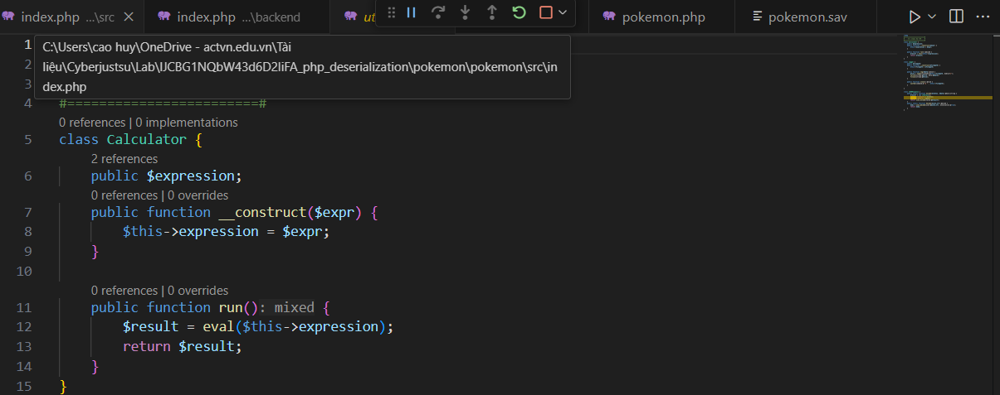 index.php ...\src
index.php ...\backend
ut
pokemon.php
pokemon.sav
1
C:\Users\cao huy\OneDrive - actvn.edu.vn\Tài
2
liệu\Cyberjustsu\Lab\lJCBG1NQbW43d6D2liFA_php_deserialization\pokemon\pokemon\src\in
3
dex.php
4 #========================#
0 references | 0 implementations
5 class Calculator {
2 references
6 public $expression;
0 references | 0 overrides
7 public function __construct($expr) {
8 $this->expression = $expr;
9 }
10
0 references | 0 overrides
11 public function run(): mixed {
12 $result = eval($this->expression);
13 return $result;
14 }
15 }